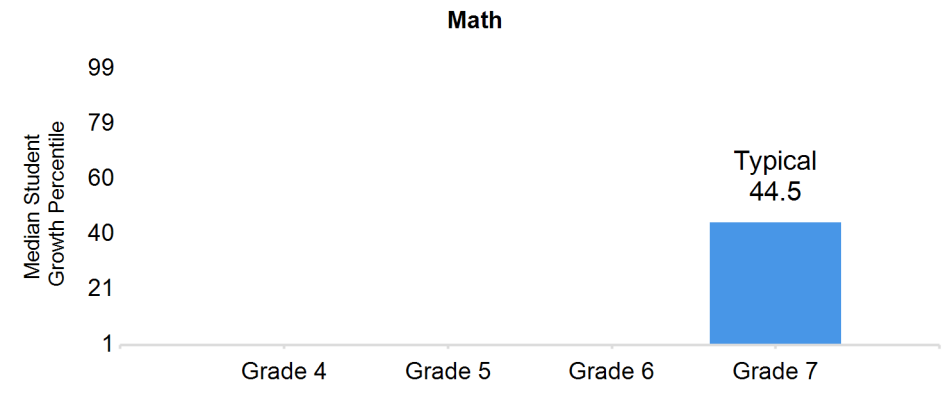 Math
Median Student
Growth Percentile
99
79
60
40
21
1
Typical
44.5
Grade 4
Grade 5
Grade 6
Grade 7